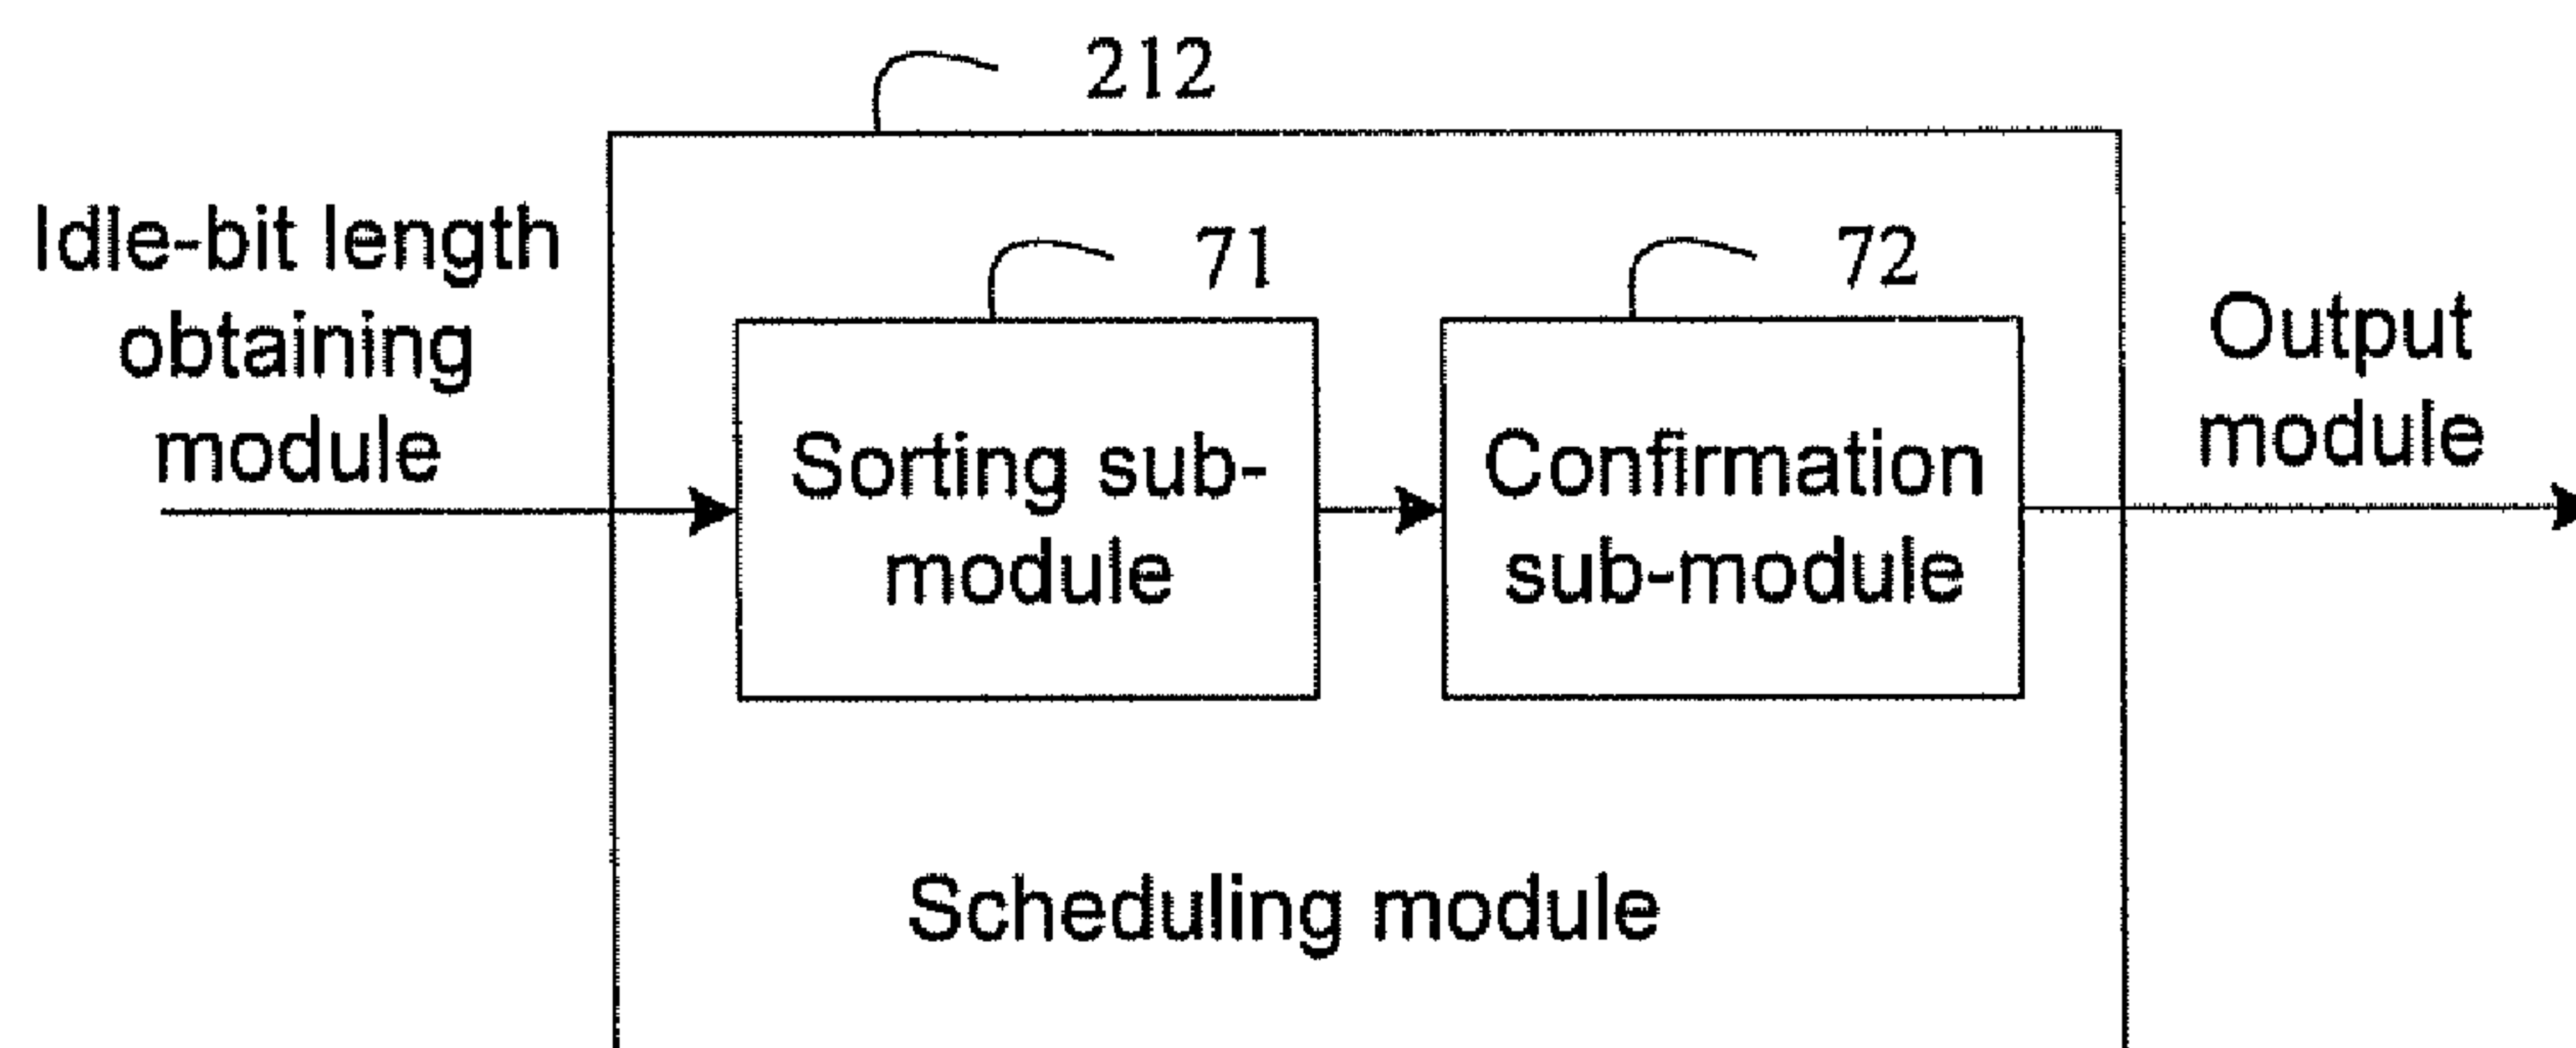 212
Idle-bit length
obtaining
module
71
72
Output
module
Sorting sub-
module
Confirmation
sub-module
Scheduling module